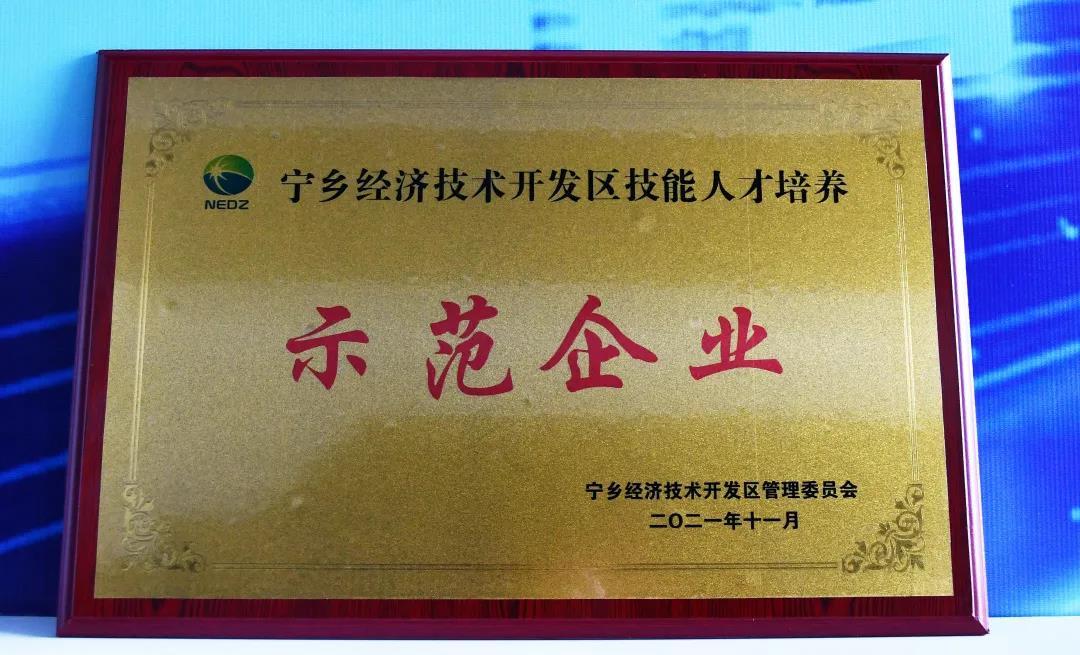 宁乡经济技术开发区技能人才培养
NEDZ
示范企业
宁乡经济技术开发区管理委员会
二〇二一年十一月